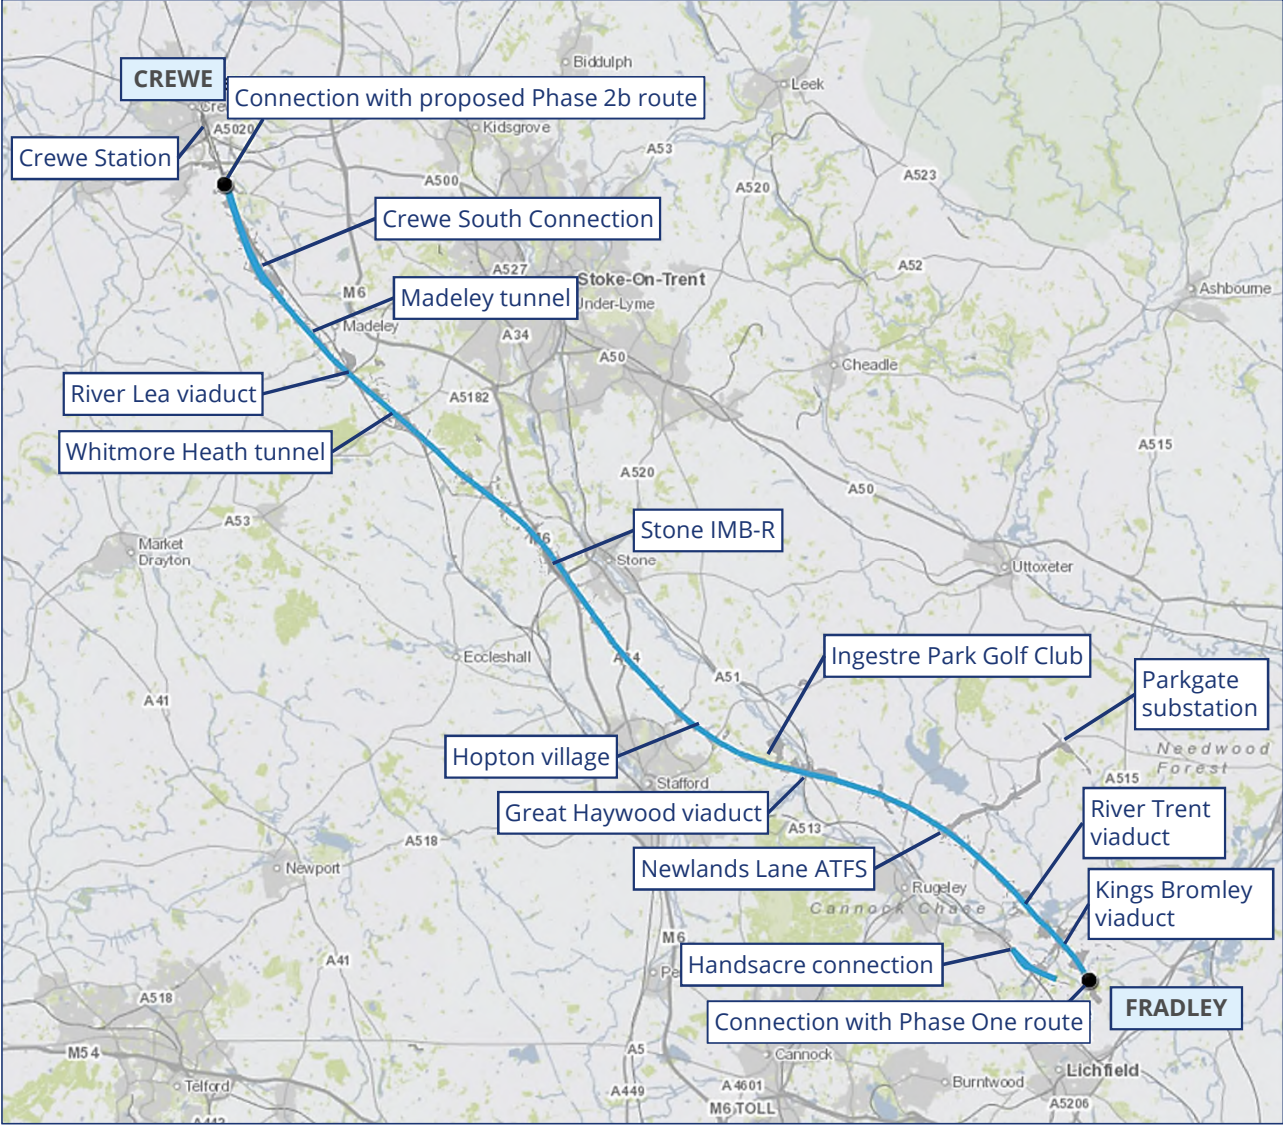 Biddulph
CREWE
Leek
Connection with proposed Phase 2b route
A5020
Kidsgrove
Crewe Station
A53
A500
A520
A523
Crewe South Connection
A527
A52
Stoke-On-Trent
Ashbourne
M6
Madeley tunnel
Under-Lyme
Madeley
A34
A50
Cheadle
River Lea viaduct
A5182
Whitmore Heath tunnel
A515
A520
A50
A53
Stone IMB-R
M6
Market
Drayton
Stone
Uttoxeter
Eccleshall
A34
Ingestre Park Golf Club
A51
Parkgate
substation
A41
Hopton village
Needwood
Forest
Stafford
A515
Great Haywood viaduct
River Trent
viaduct
A513
A518
Newport
Newlands Lane ATFS
Rugeley
Kings Bromley
viaduct
Cannock Chase
M6
A41
Handsacre connection
A518
FRADLEY
Connection with Phase One route
M54
A5
Cannock
Lichfield
Telford
A449
A4601
Burntwood
M6 TOLL
A5206
A442